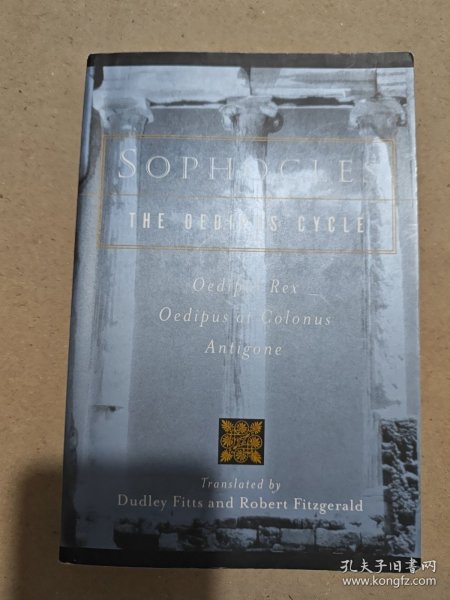 SOPHOCLES
THE OEDIPUS CYCLE
Oedipus Rex
Oedipus at Colonus
Antigone
Translated by
Dudley Fitts and Robert Fitzgerald
孔夫子旧书网
www.kongfz.com